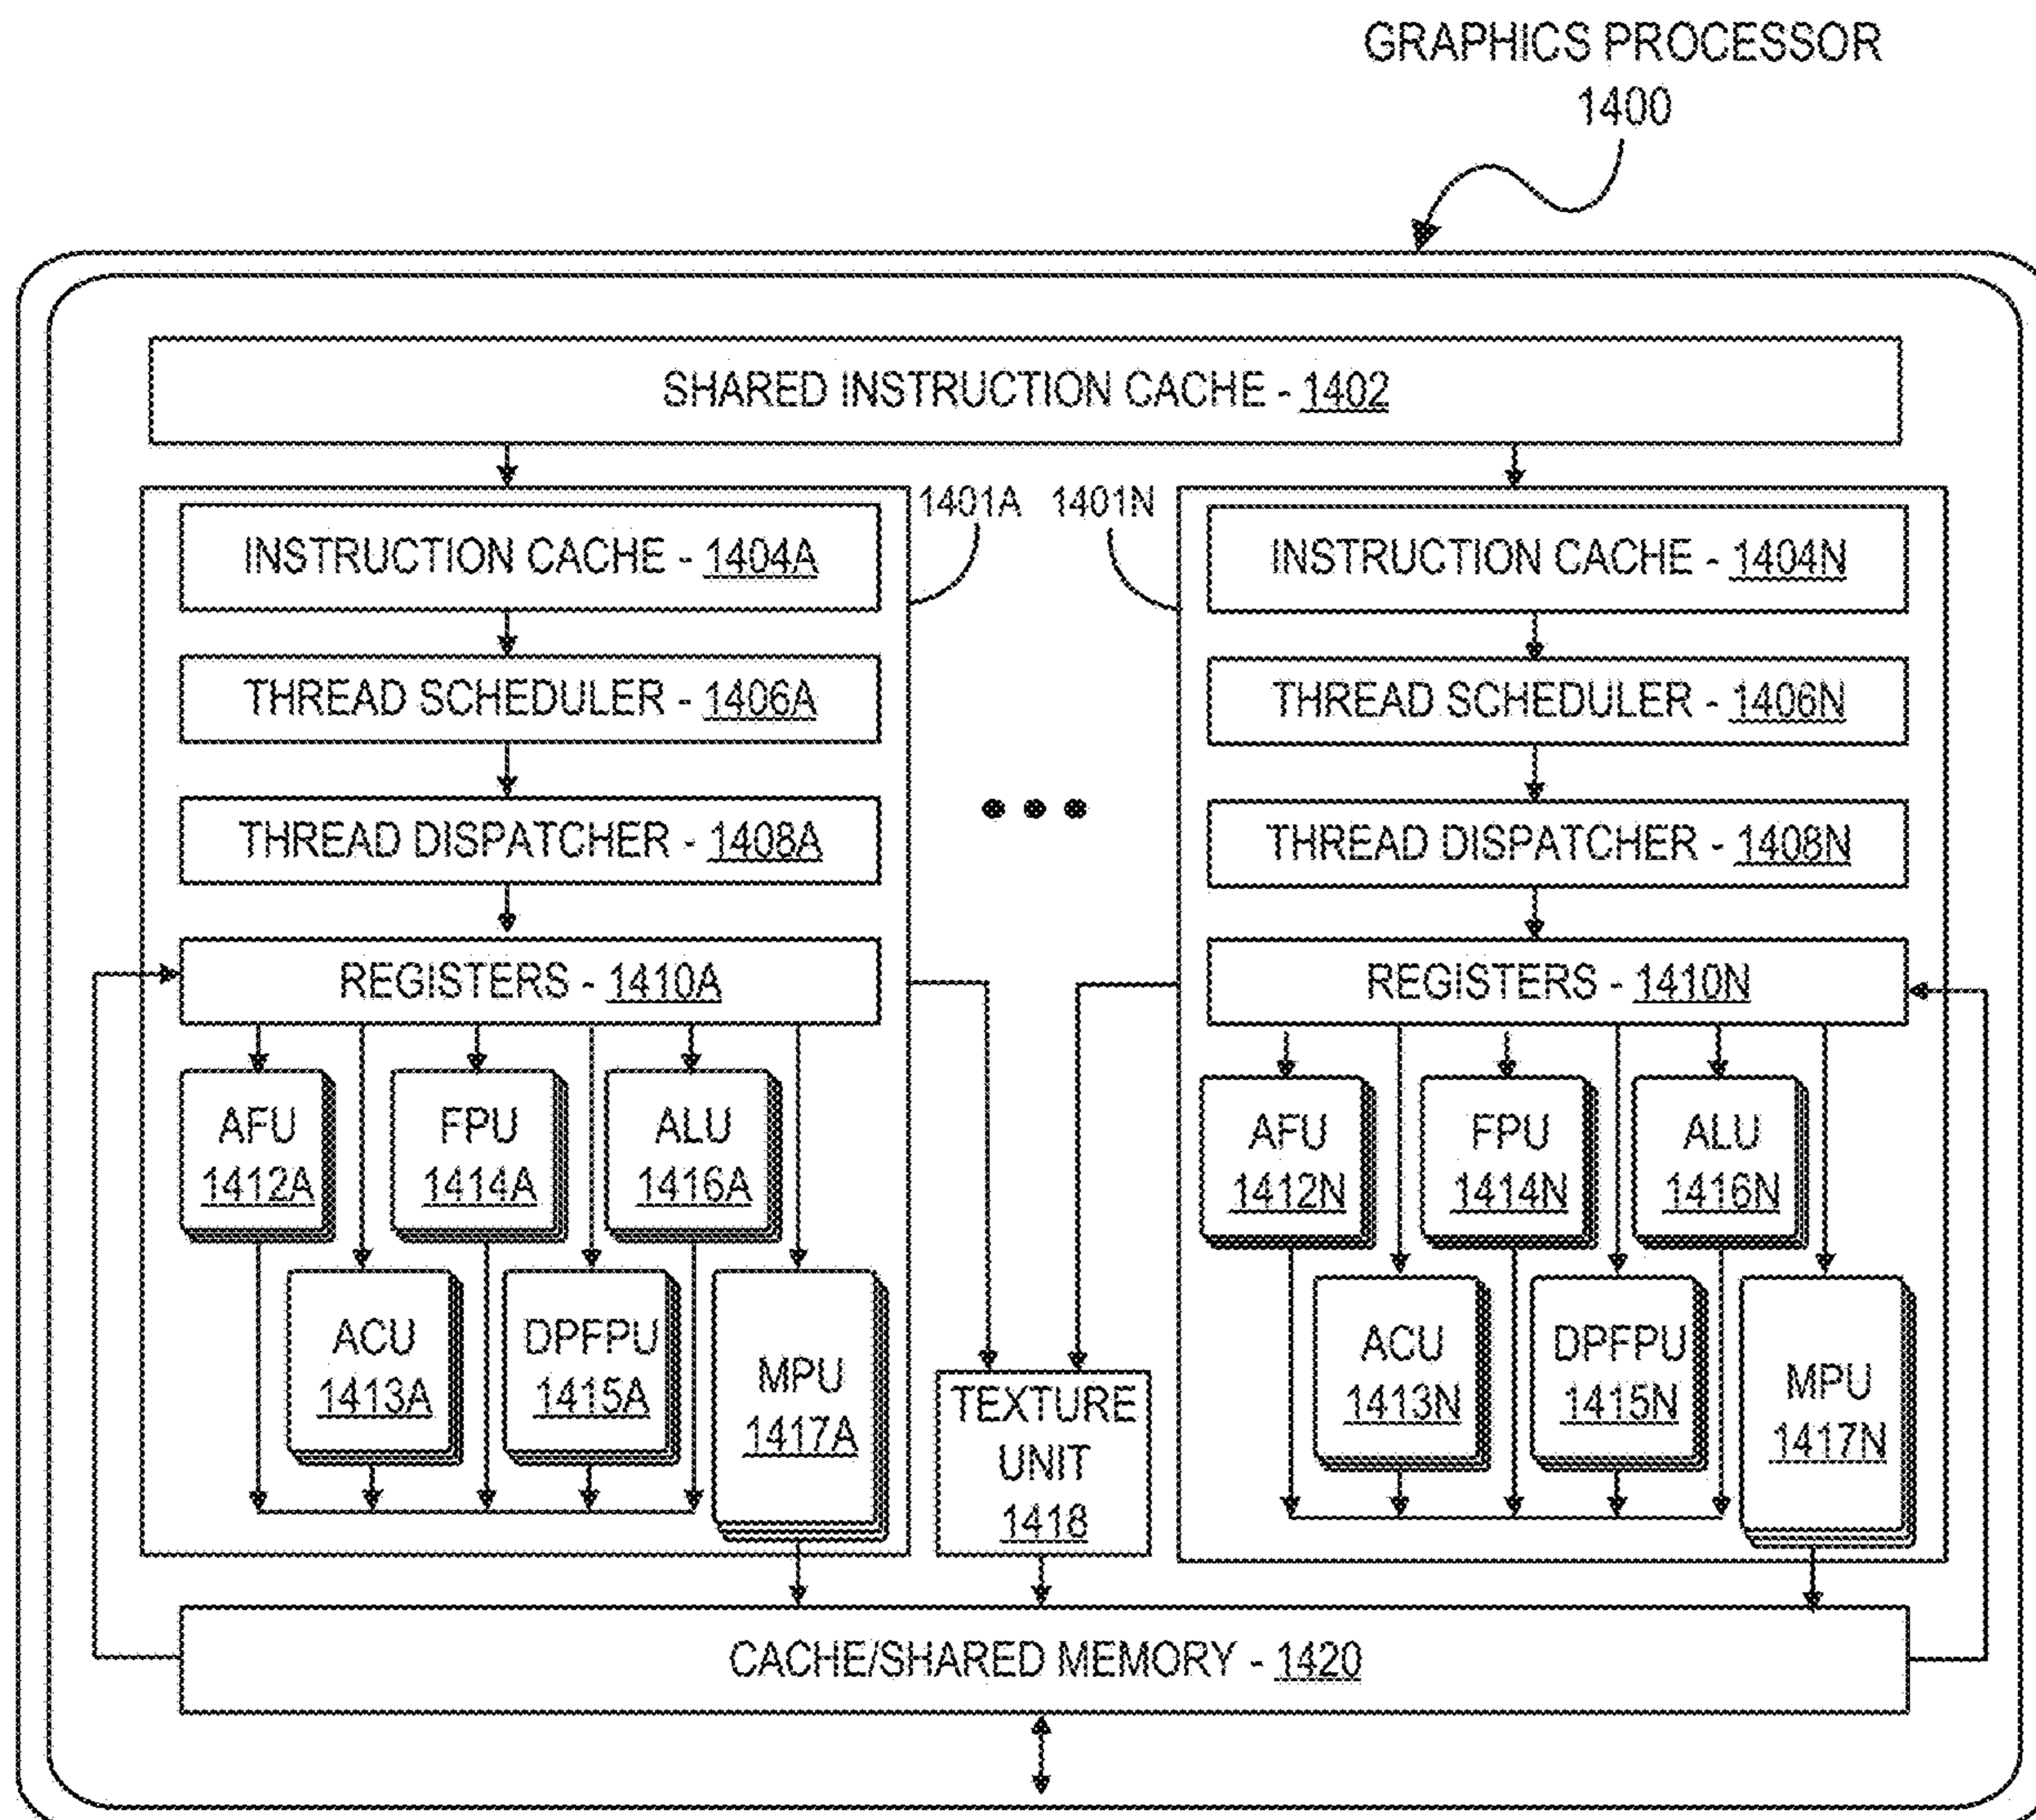 GRAPHICS PROCESSOR
1400
SHARED INSTRUCTION CACHE - 1402
1401A
1401N
INSTRUCTION CACHE - 1404A
THREAD SCHEDULER - 1406A
THREAD DISPATCHER - 1408A
REGISTERS - 1410A
AFU
1412A
FPU
1414A
ALU
1416A
ACU
1413A
DPFPU
1415A
MPU
1417A
TEXTURE
UNIT
1418
INSTRUCTION CACHE - 1404N
THREAD SCHEDULER - 1406N
THREAD DISPATCHER - 1408N
REGISTERS - 1410N
AFU
1412N
FPU
1414N
ALU
1416N
ACU
1413N
DPFPU
1415N
MPU
1417N
CACHE/SHARED MEMORY - 1420